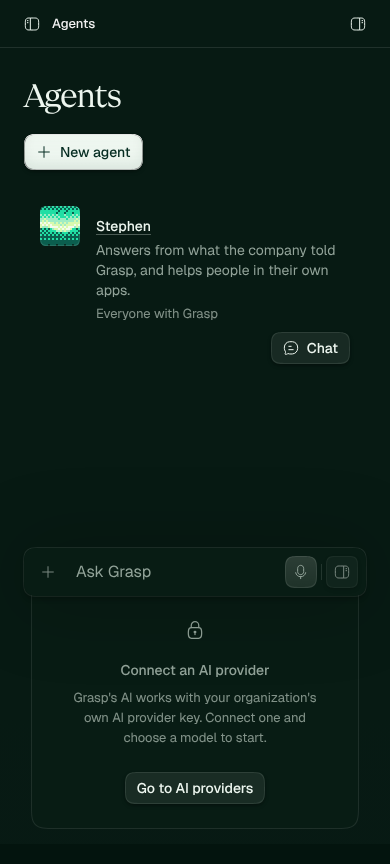 Agents
Agents
New agent
Stephen
Answers from what the company told
Grasp, and helps people in their own
apps.
Everyone with Grasp
Chat
Ask Grasp
Connect an AI provider
Grasp's AI works with your organization's
own AI provider key. Connect one and
choose a model to start.
Go to AI providers